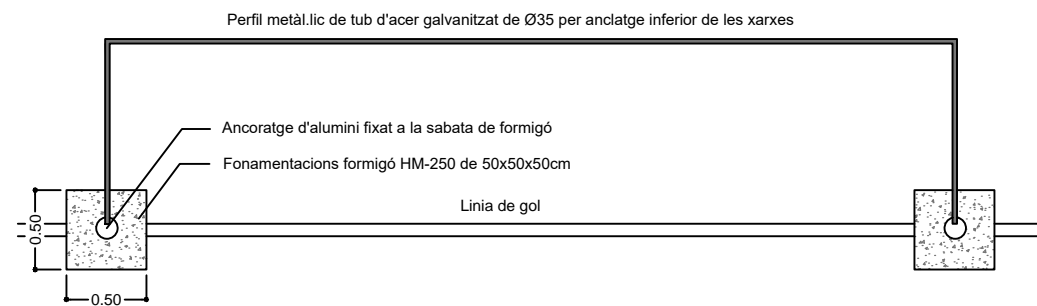 Perfil metàl.lic de tub d'acer galvanitzat de Ø35 per anclatge inferior de les xarxes
Ancoratge d'alumini fixat a la sabata de formigó
Fonamentacions formigó HM-250 de 50x50x50cm
Linia de gol
0.50
0.50